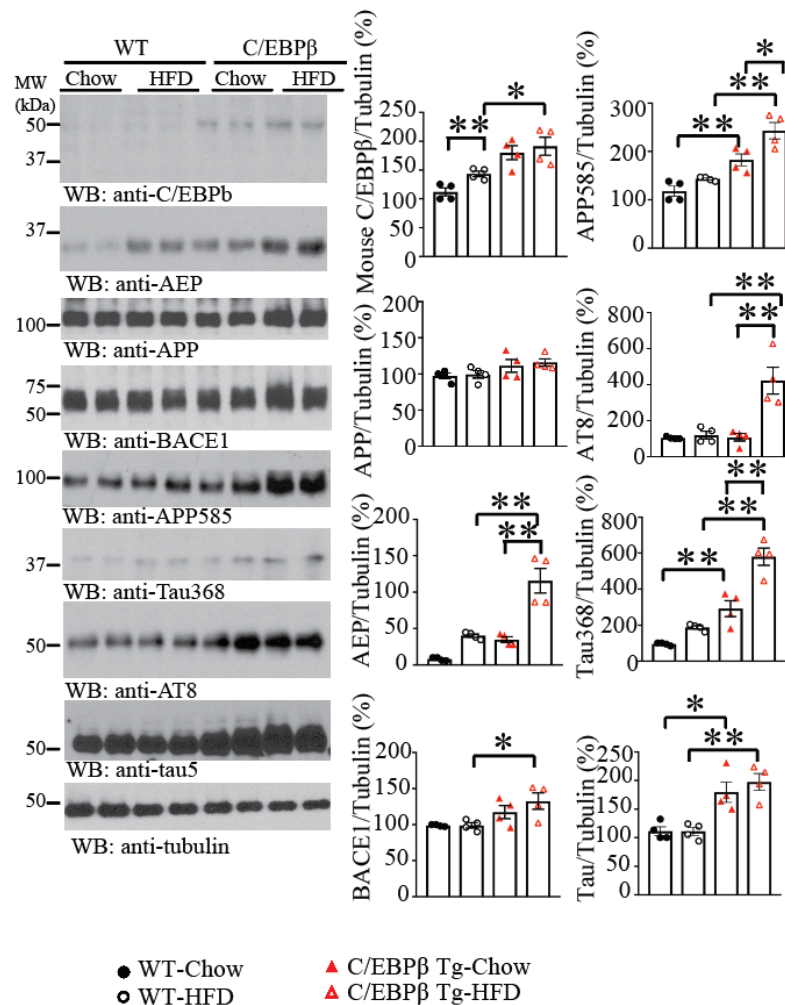 WT
C/EBPβ
MW
(kDa)
Chow
HFD
Chow
HFD
50
37
WB: anti-C/EBPb
37
WB: anti-AEP
100
WB: anti-APP
75
50
WB: anti-BACE1
100
WB: anti-APP585
37
WB: anti-Tau368
50
WB: anti-AT8
50
WB: anti-tau5
50
WB: anti-tubulin
Mouse C/EBPβ/Tubulin (%)
250
200
150
100
50
0
**
*
APP585/Tubulin (%)
300
200
100
0
**
**
*
APP/Tubulin (%)
200
150
100
50
0
AT8/Tubulin (%)
800
600
400
200
100
0
**
**
AEP/Tubulin (%)
200
150
100
50
0
**
**
Tau368/Tubulin (%)
800
600
400
200
0
**
**
**
BACE1/Tubulin (%)
200
150
100
50
0
*
Tau/Tubulin (%)
250
200
150
100
50
0
*
**
WT-Chow
WT-HFD
C/EBPβ Tg-Chow
C/EBPβ Tg-HFD